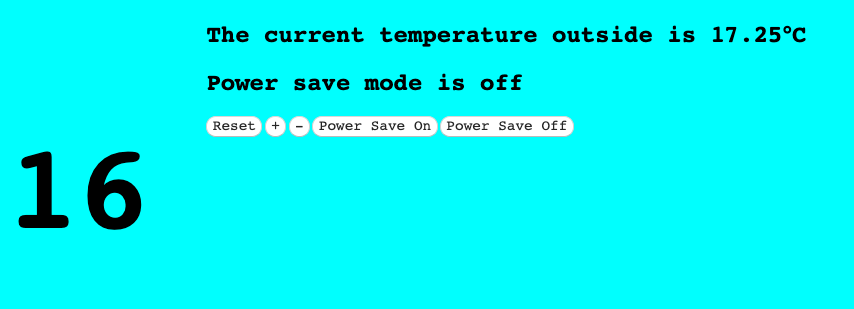 The current temperature outside is 17.25°C
Power save mode is off
Reset + - Power Save On Power Save Off
16